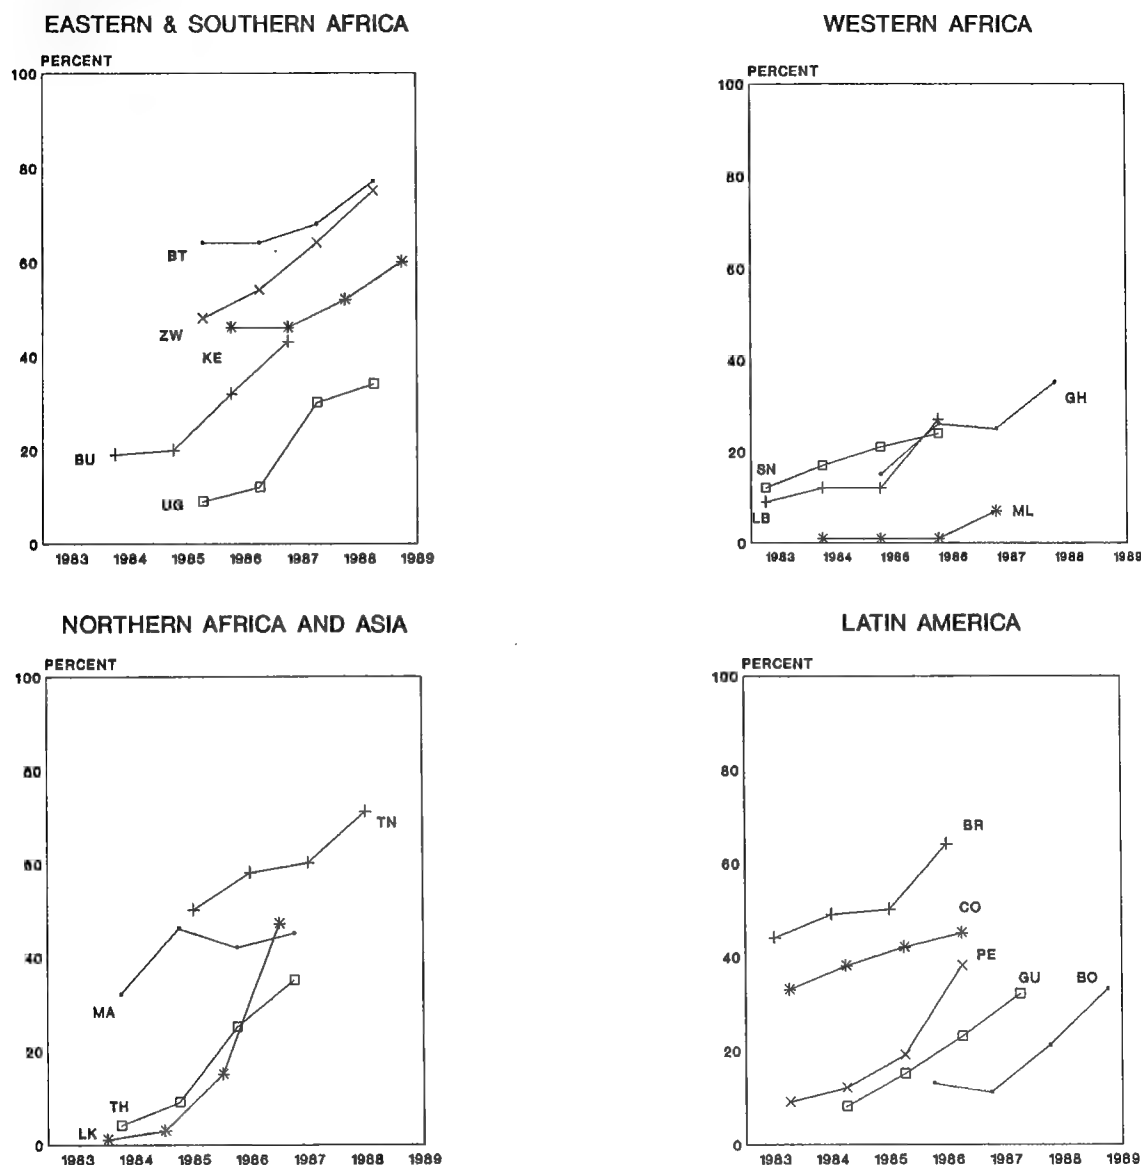 EASTERN & SOUTHERN AFRICA
PERCENT
100
80
60
40
20
0
BT
ZW
KE
BU
UG
1983 1984 1985 1986 1987 1988 1989
WESTERN AFRICA
PERCENT
100
80
60
40
20
0
GH
SN
LB
ML
1983 1984 1985 1986 1987 1988 1989
NORTHERN AFRICA AND ASIA
PERCENT
100
80
60
40
20
0
TN
MA
TH
LK
1983 1984 1985 1986 1987 1988 1989
LATIN AMERICA
PERCENT
100
80
60
40
20
0
BR
CO
PE
GU BO
1983 1984 1985 1986 1987 1988 1989